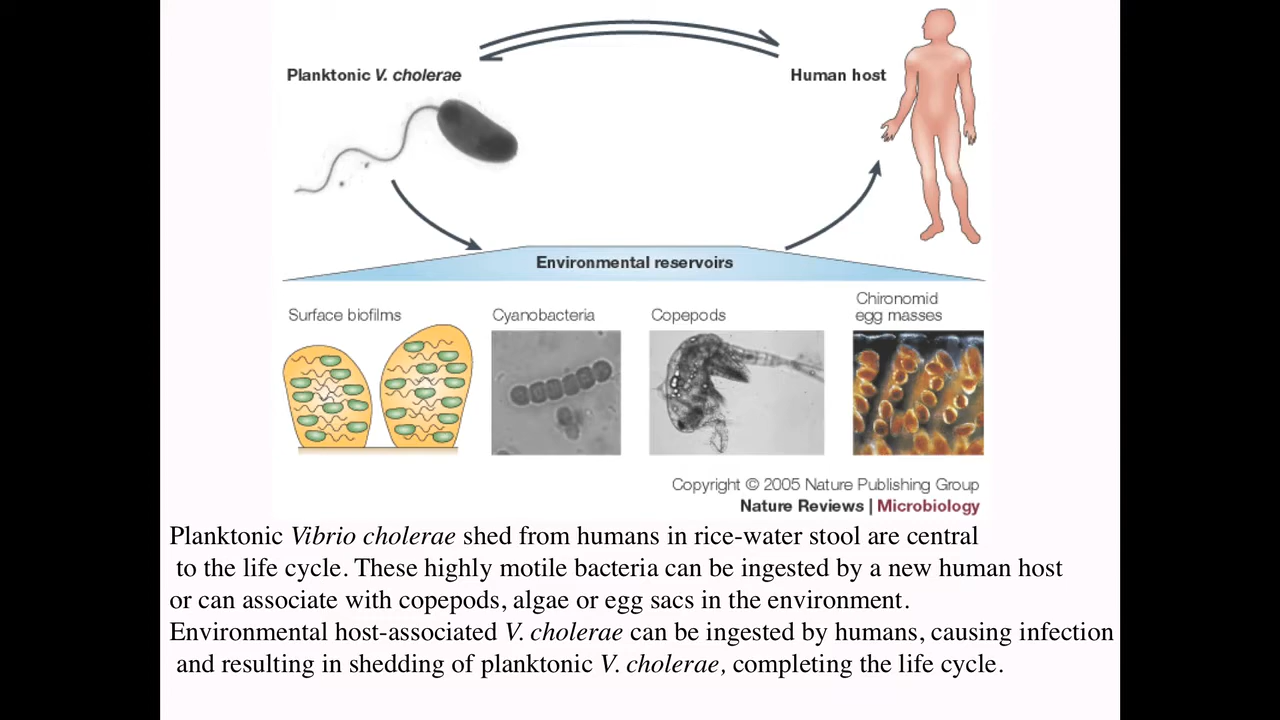 Planktonic V. cholerae
Human host
Environmental reservoirs
Surface biofilms
Cyanobacteria
Copepods
Chironomid
egg masses
Copyright © 2005 Nature Publishing Group
Nature Reviews | Microbiology
Planktonic Vibrio cholerae shed from humans in rice-water stool are central
to the life cycle. These highly motile bacteria can be ingested by a new human host
or can associate with copepods, algae or egg sacs in the environment.
Environmental host-associated V. cholerae can be ingested by humans, causing infection
and resulting in shedding of planktonic V. cholerae, completing the life cycle.